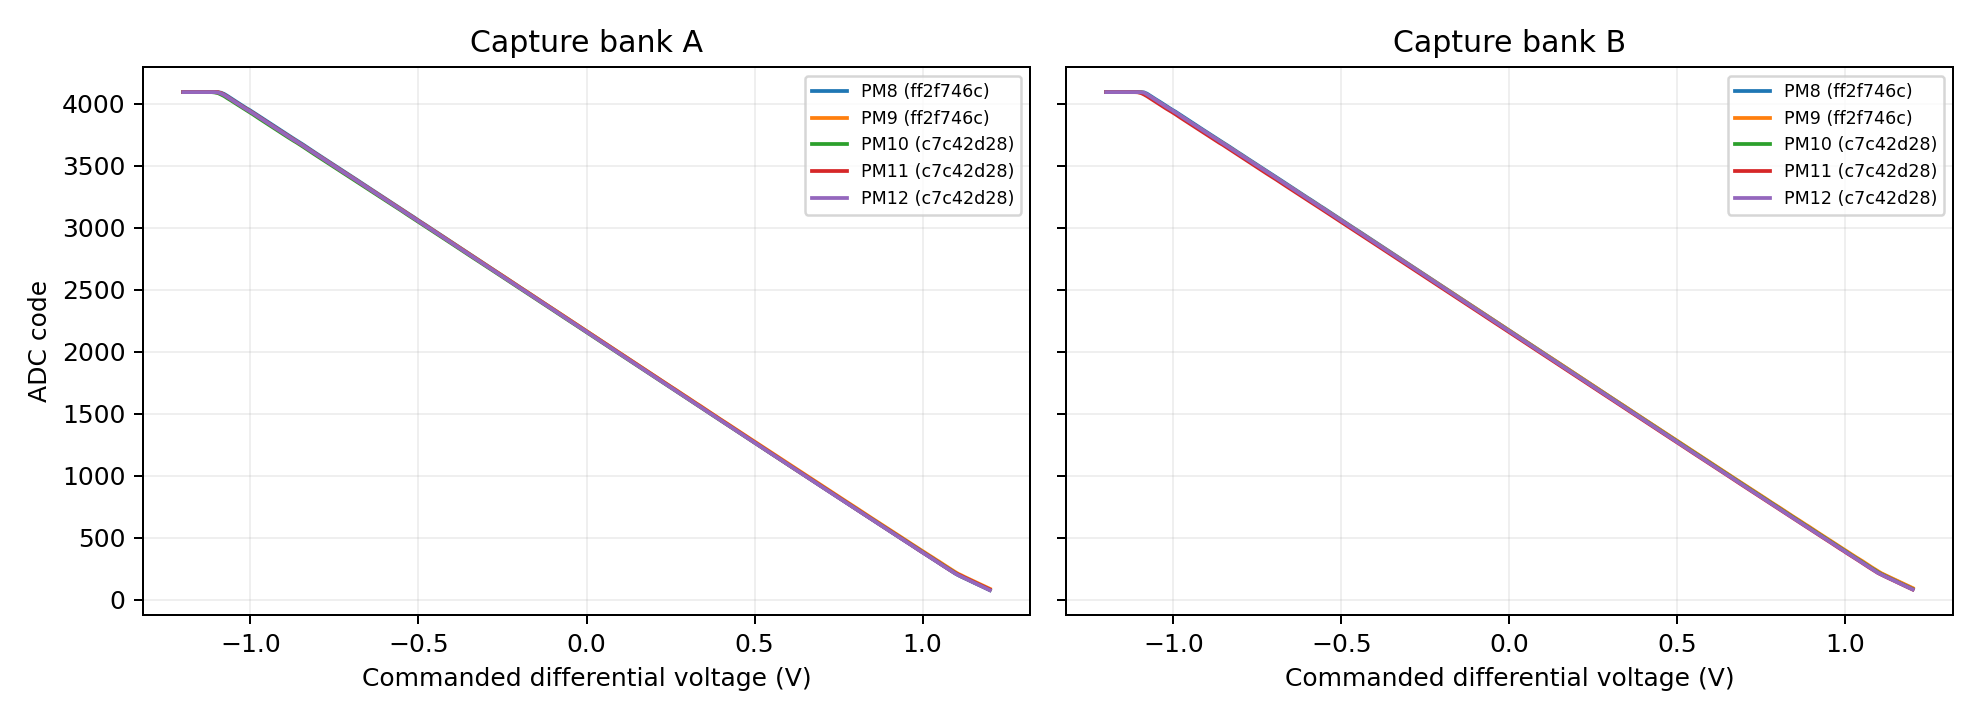 Capture bank A
PM8 (ff2f746c)
PM9 (ff2f746c)
PM10 (c7c42d28)
PM11 (c7c42d28)
PM12 (c7c42d28)
ADC code
4000
3500
3000
2500
2000
1500
1000
500
0
−1.0
−0.5
0.0
0.5
1.0
Commanded differential voltage (V)
Capture bank B
PM8 (ff2f746c)
PM9 (ff2f746c)
PM10 (c7c42d28)
PM11 (c7c42d28)
PM12 (c7c42d28)
−1.0
−0.5
0.0
0.5
1.0
Commanded differential voltage (V)